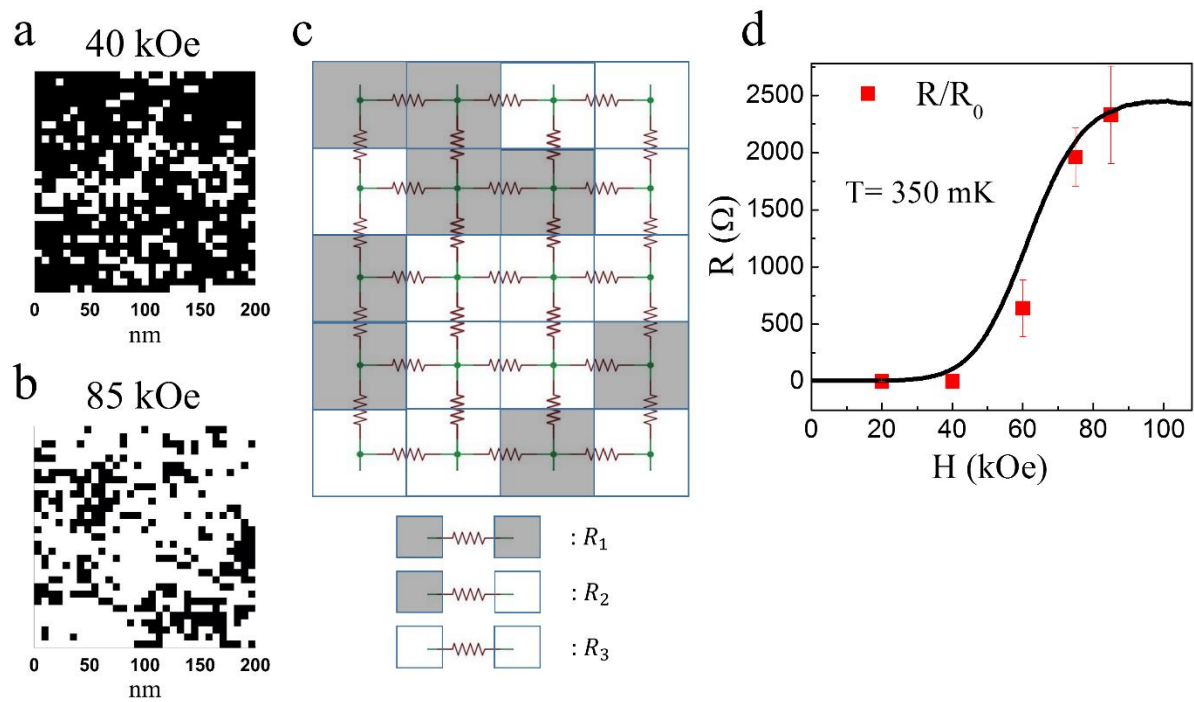 a
40 kOe
0 50 100 150 200
nm
b
85 kOe
0 50 100 150 200
nm
c
: R₁
: R₂
: R₃
d
R/R₀
T= 350 mK
R (Ω)
2500
2000
1500
1000
500
0
0 20 40 60 80 100
H (kOe)